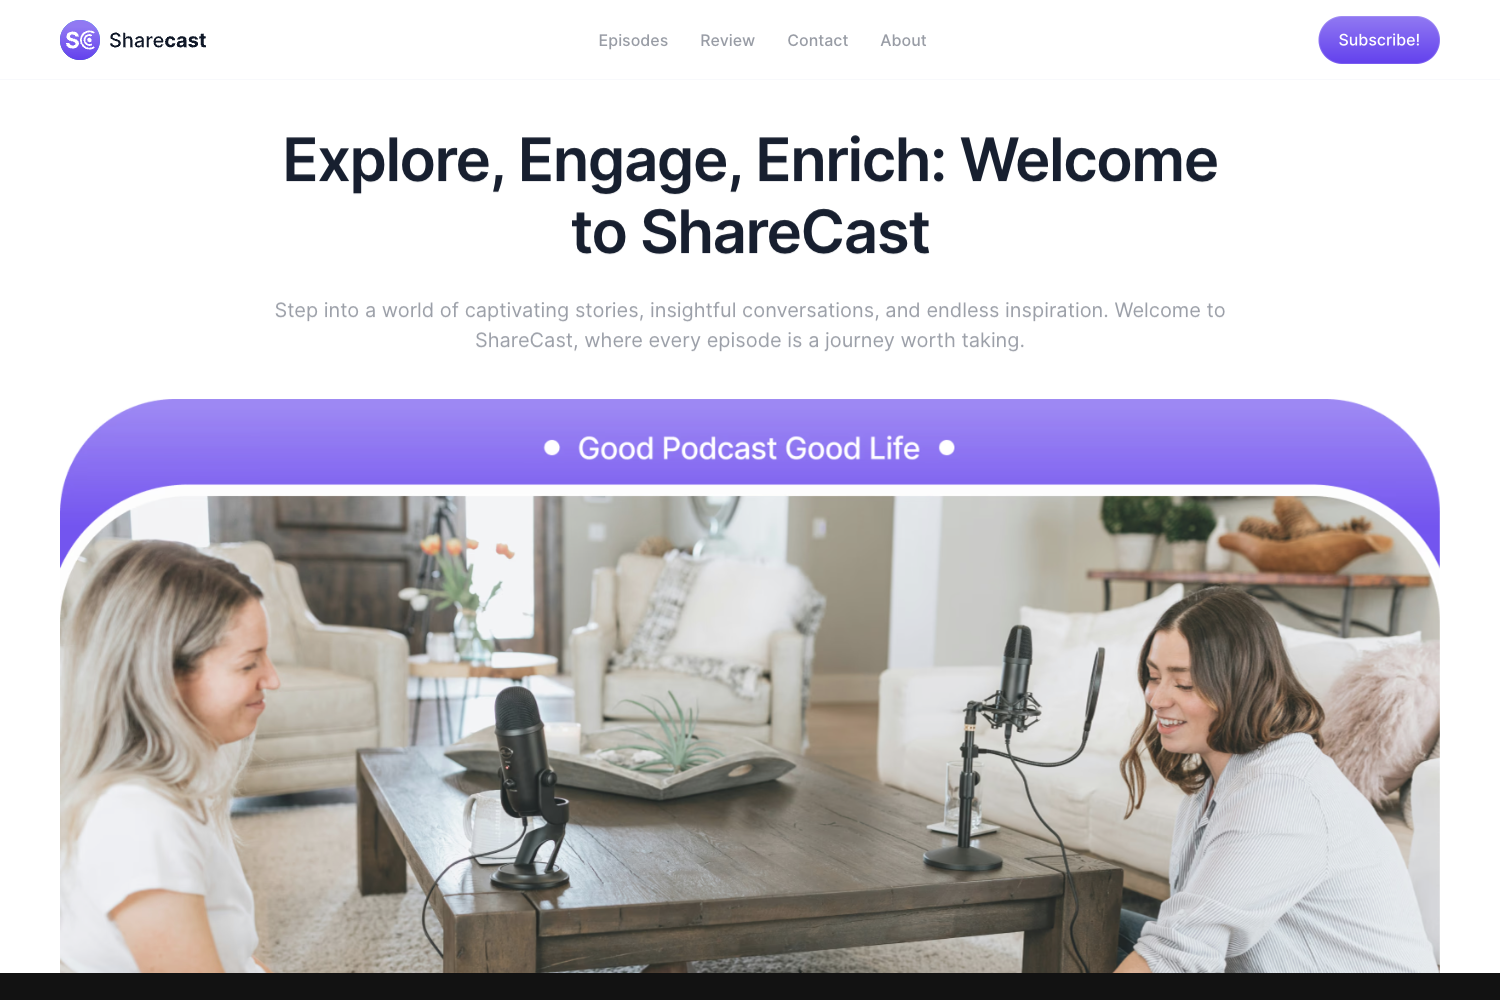 SC Sharecast
Episodes Review Contact About
Subscribe!
Explore, Engage, Enrich: Welcome
to ShareCast
Step into a world of captivating stories, insightful conversations, and endless inspiration. Welcome to
ShareCast, where every episode is a journey worth taking.
Good Podcast Good Life